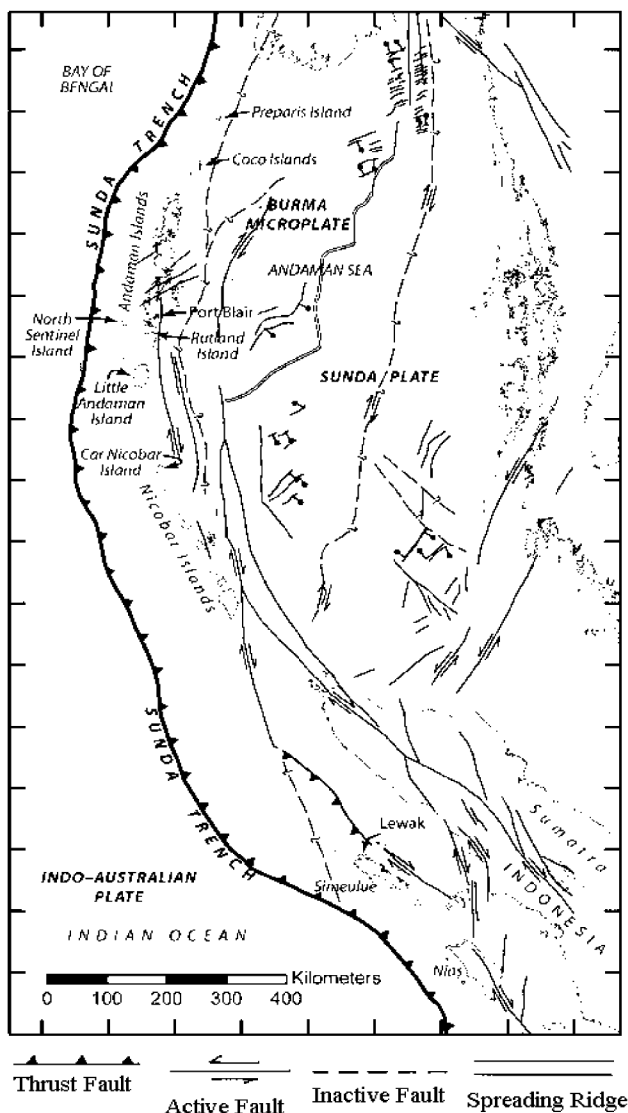 BAY OF
BENGAL
SUNDA TRENCH
Preparis Island
Coco Islands
BURMA
MICROPLATE
Andaman Islands
ANDAMAN SEA
North
Sentinel
Island
Port Blair
Rutland
Island
SUNDA PLATE
Little
Andaman
Island
Car Nicobar
Island
Nicobar Islands
SUNDA TRENCH
Lewak
Sumatra
INDO–AUSTRALIAN
PLATE
Simeulue
INDONESIA
INDIAN OCEAN
Nias
Kilometers
0 100 200 300 400
Thrust Fault
Active Fault
Inactive Fault
Spreading Ridge